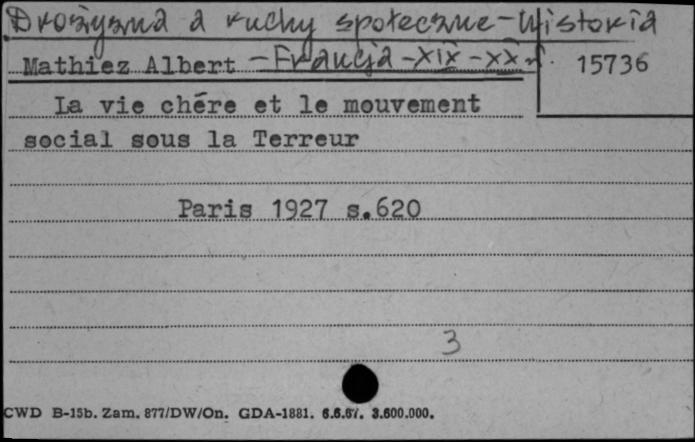 Drożyzna a ruchy społeczne - Historia
Mathiez Albert - Francja - XIX - XX w.
15736
La vie chére et le mouvement
social sous la Terreur
Paris 1927 s.620
3
CWD B-15b. Zam. 877/DW/On. GDA-1881. 6.6.67. 3.600.000.